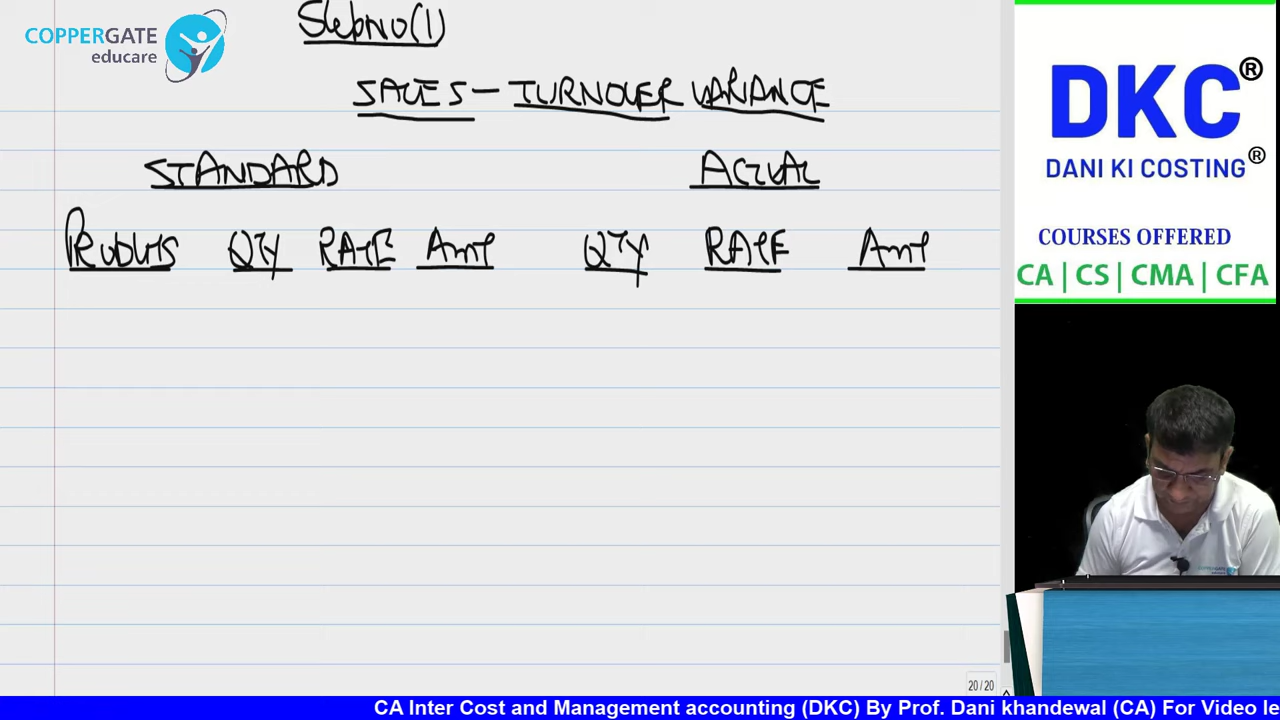 COPPERGATE
educare
Step No (1)
SALES - TURNOVER VARIANCE
STANDARD ACTUAL
PRODUCTS QTY RATE Amt QTY RATE Amt
20 / 20
DKC®
DANI KI COSTING®
COURSES OFFERED
CA | CS | CMA | CFA
CA Inter Cost and Management accounting (DKC) By Prof. Dani khandewal (CA) For Video le